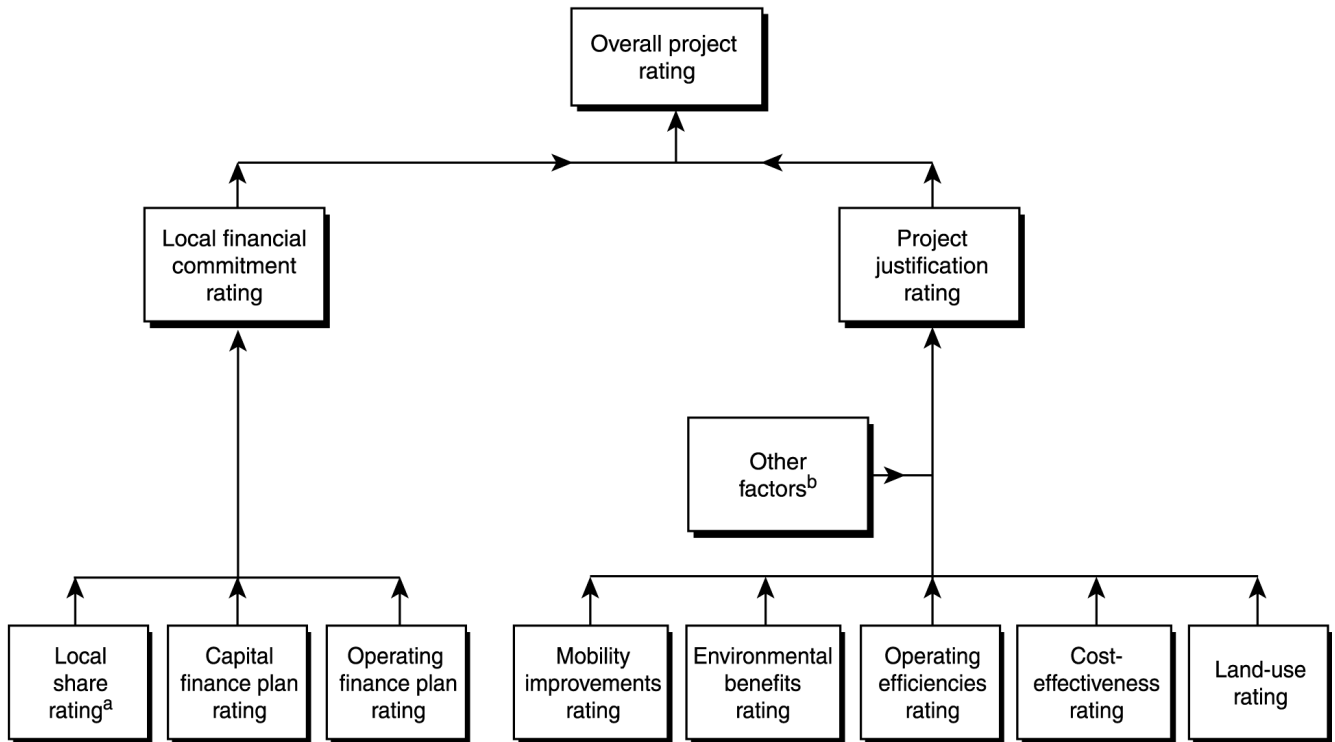 Overall project
rating
Local financial
commitment
rating
Project
justification
rating
Other
factorsᵇ
Local
share
ratingᵃ
Capital
finance plan
rating
Operating
finance plan
rating
Mobility
improvements
rating
Environmental
benefits
rating
Operating
efficiencies
rating
Cost-
effectiveness
rating
Land-use
rating